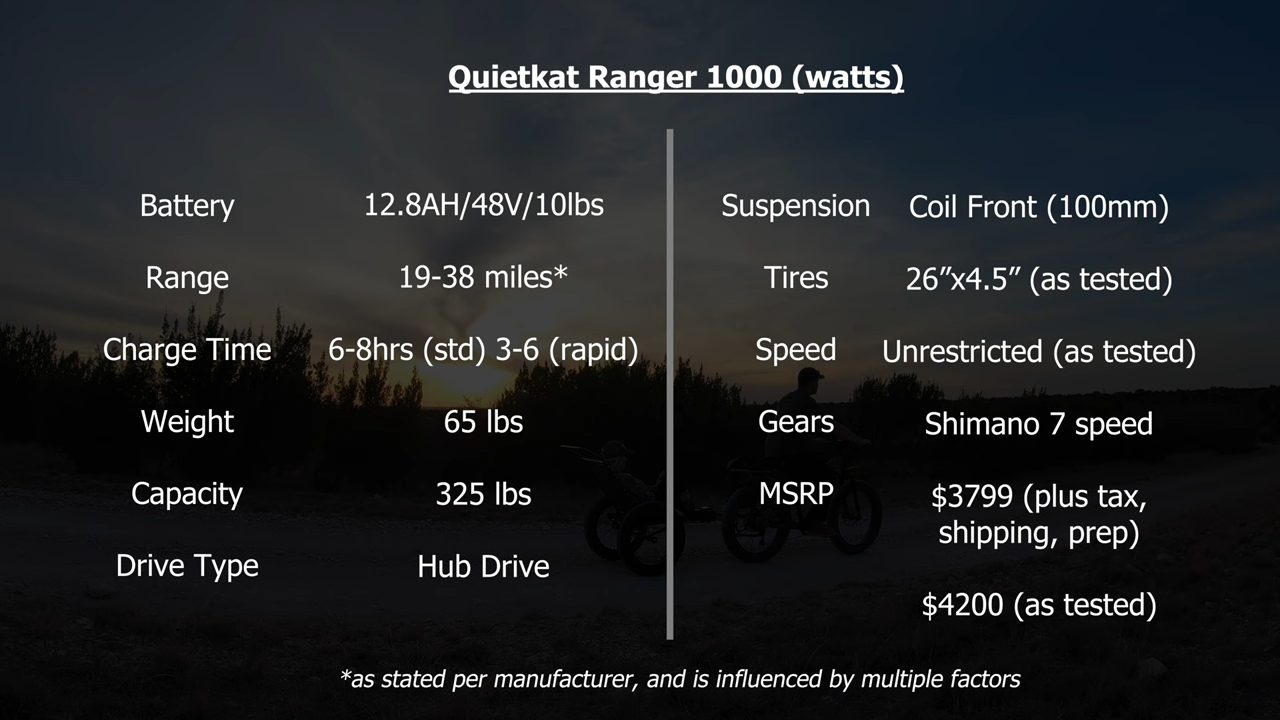 Quietkat Ranger 1000 (watts)
Battery 12.8AH/48V/10lbs
Range 19-38 miles*
Charge Time 6-8hrs (std) 3-6 (rapid)
Weight 65 lbs
Capacity 325 lbs
Drive Type Hub Drive
Suspension Coil Front (100mm)
Tires 26”x4.5” (as tested)
Speed Unrestricted (as tested)
Gears Shimano 7 speed
MSRP $3799 (plus tax,
shipping, prep)
$4200 (as tested)
*as stated per manufacturer, and is influenced by multiple factors